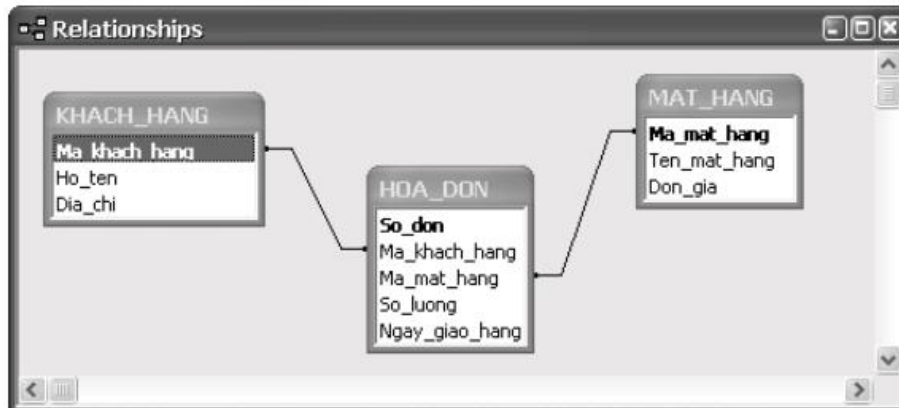 Relationships
KHACH_HANG
Ma_khach_hang
Ho_ten
Dia_chi
HOA_DON
So_don
Ma_khach_hang
Ma_mat_hang
So_luong
Ngay_giao_hang
MAT_HANG
Ma_mat_hang
Ten_mat_hang
Don_gia